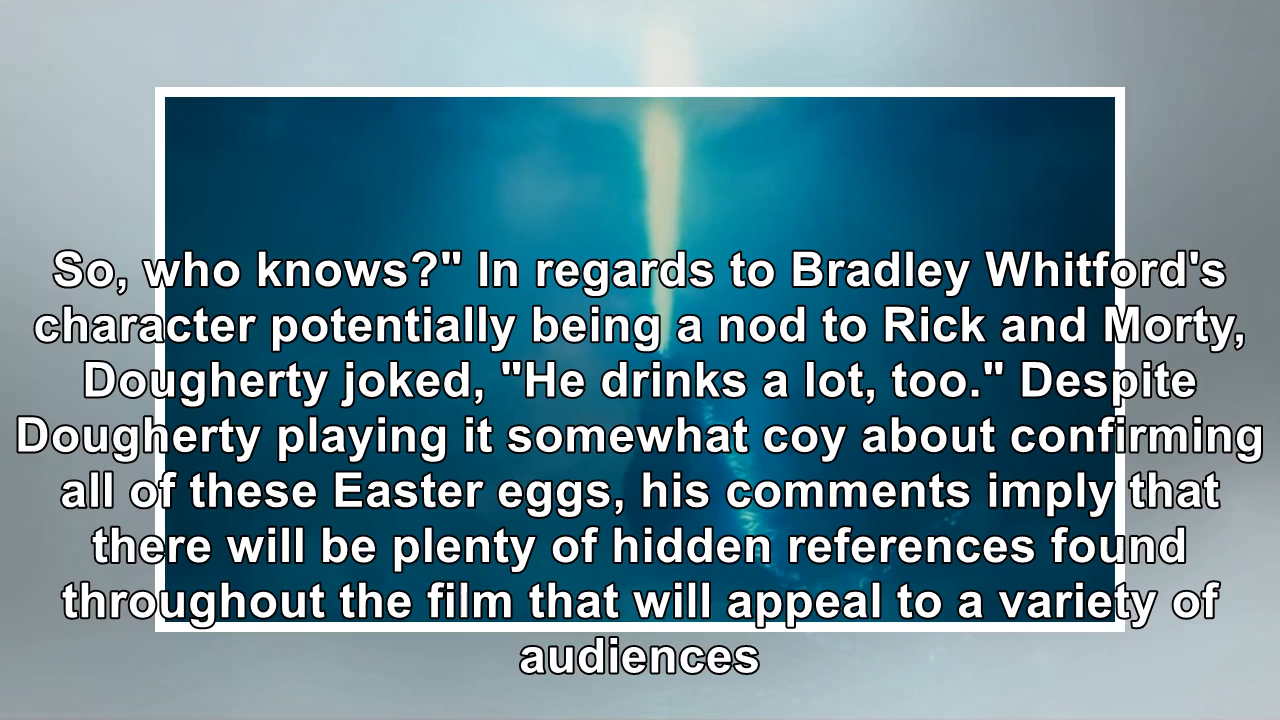 So, who knows?" In regards to Bradley Whitford's
character potentially being a nod to Rick and Morty,
Dougherty joked, "He drinks a lot, too." Despite
Dougherty playing it somewhat coy about confirming
all of these Easter eggs, his comments imply that
there will be plenty of hidden references found
throughout the film that will appeal to a variety of
audiences